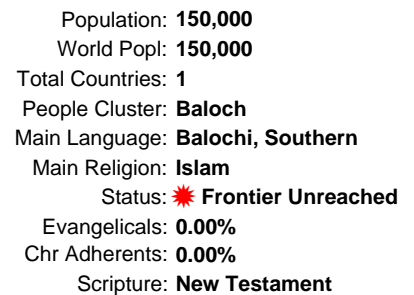 Population: 150,000
World Popl: 150,000
Total Countries: 1
People Cluster: Baloch
Main Language: Balochi, Southern
Main Religion: Islam
Status: Frontier Unreached
Evangelicals: 0.00%
Chr Adherents: 0.00%
Scripture: New Testament